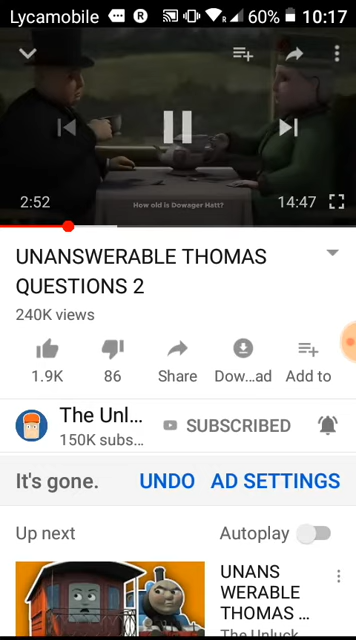 Lycamobile R 60% 10:17
2:52 How old is Dowager Hatt? 14:47
UNANSWERABLE THOMAS
QUESTIONS 2
240K views
1.9K 86 Share Dow...ad Add to
The Unl... SUBSCRIBED
150K subs...
It's gone. UNDO AD SETTINGS
Up next Autoplay
UNANS
WERABLE
THOMAS ...
The Unluck